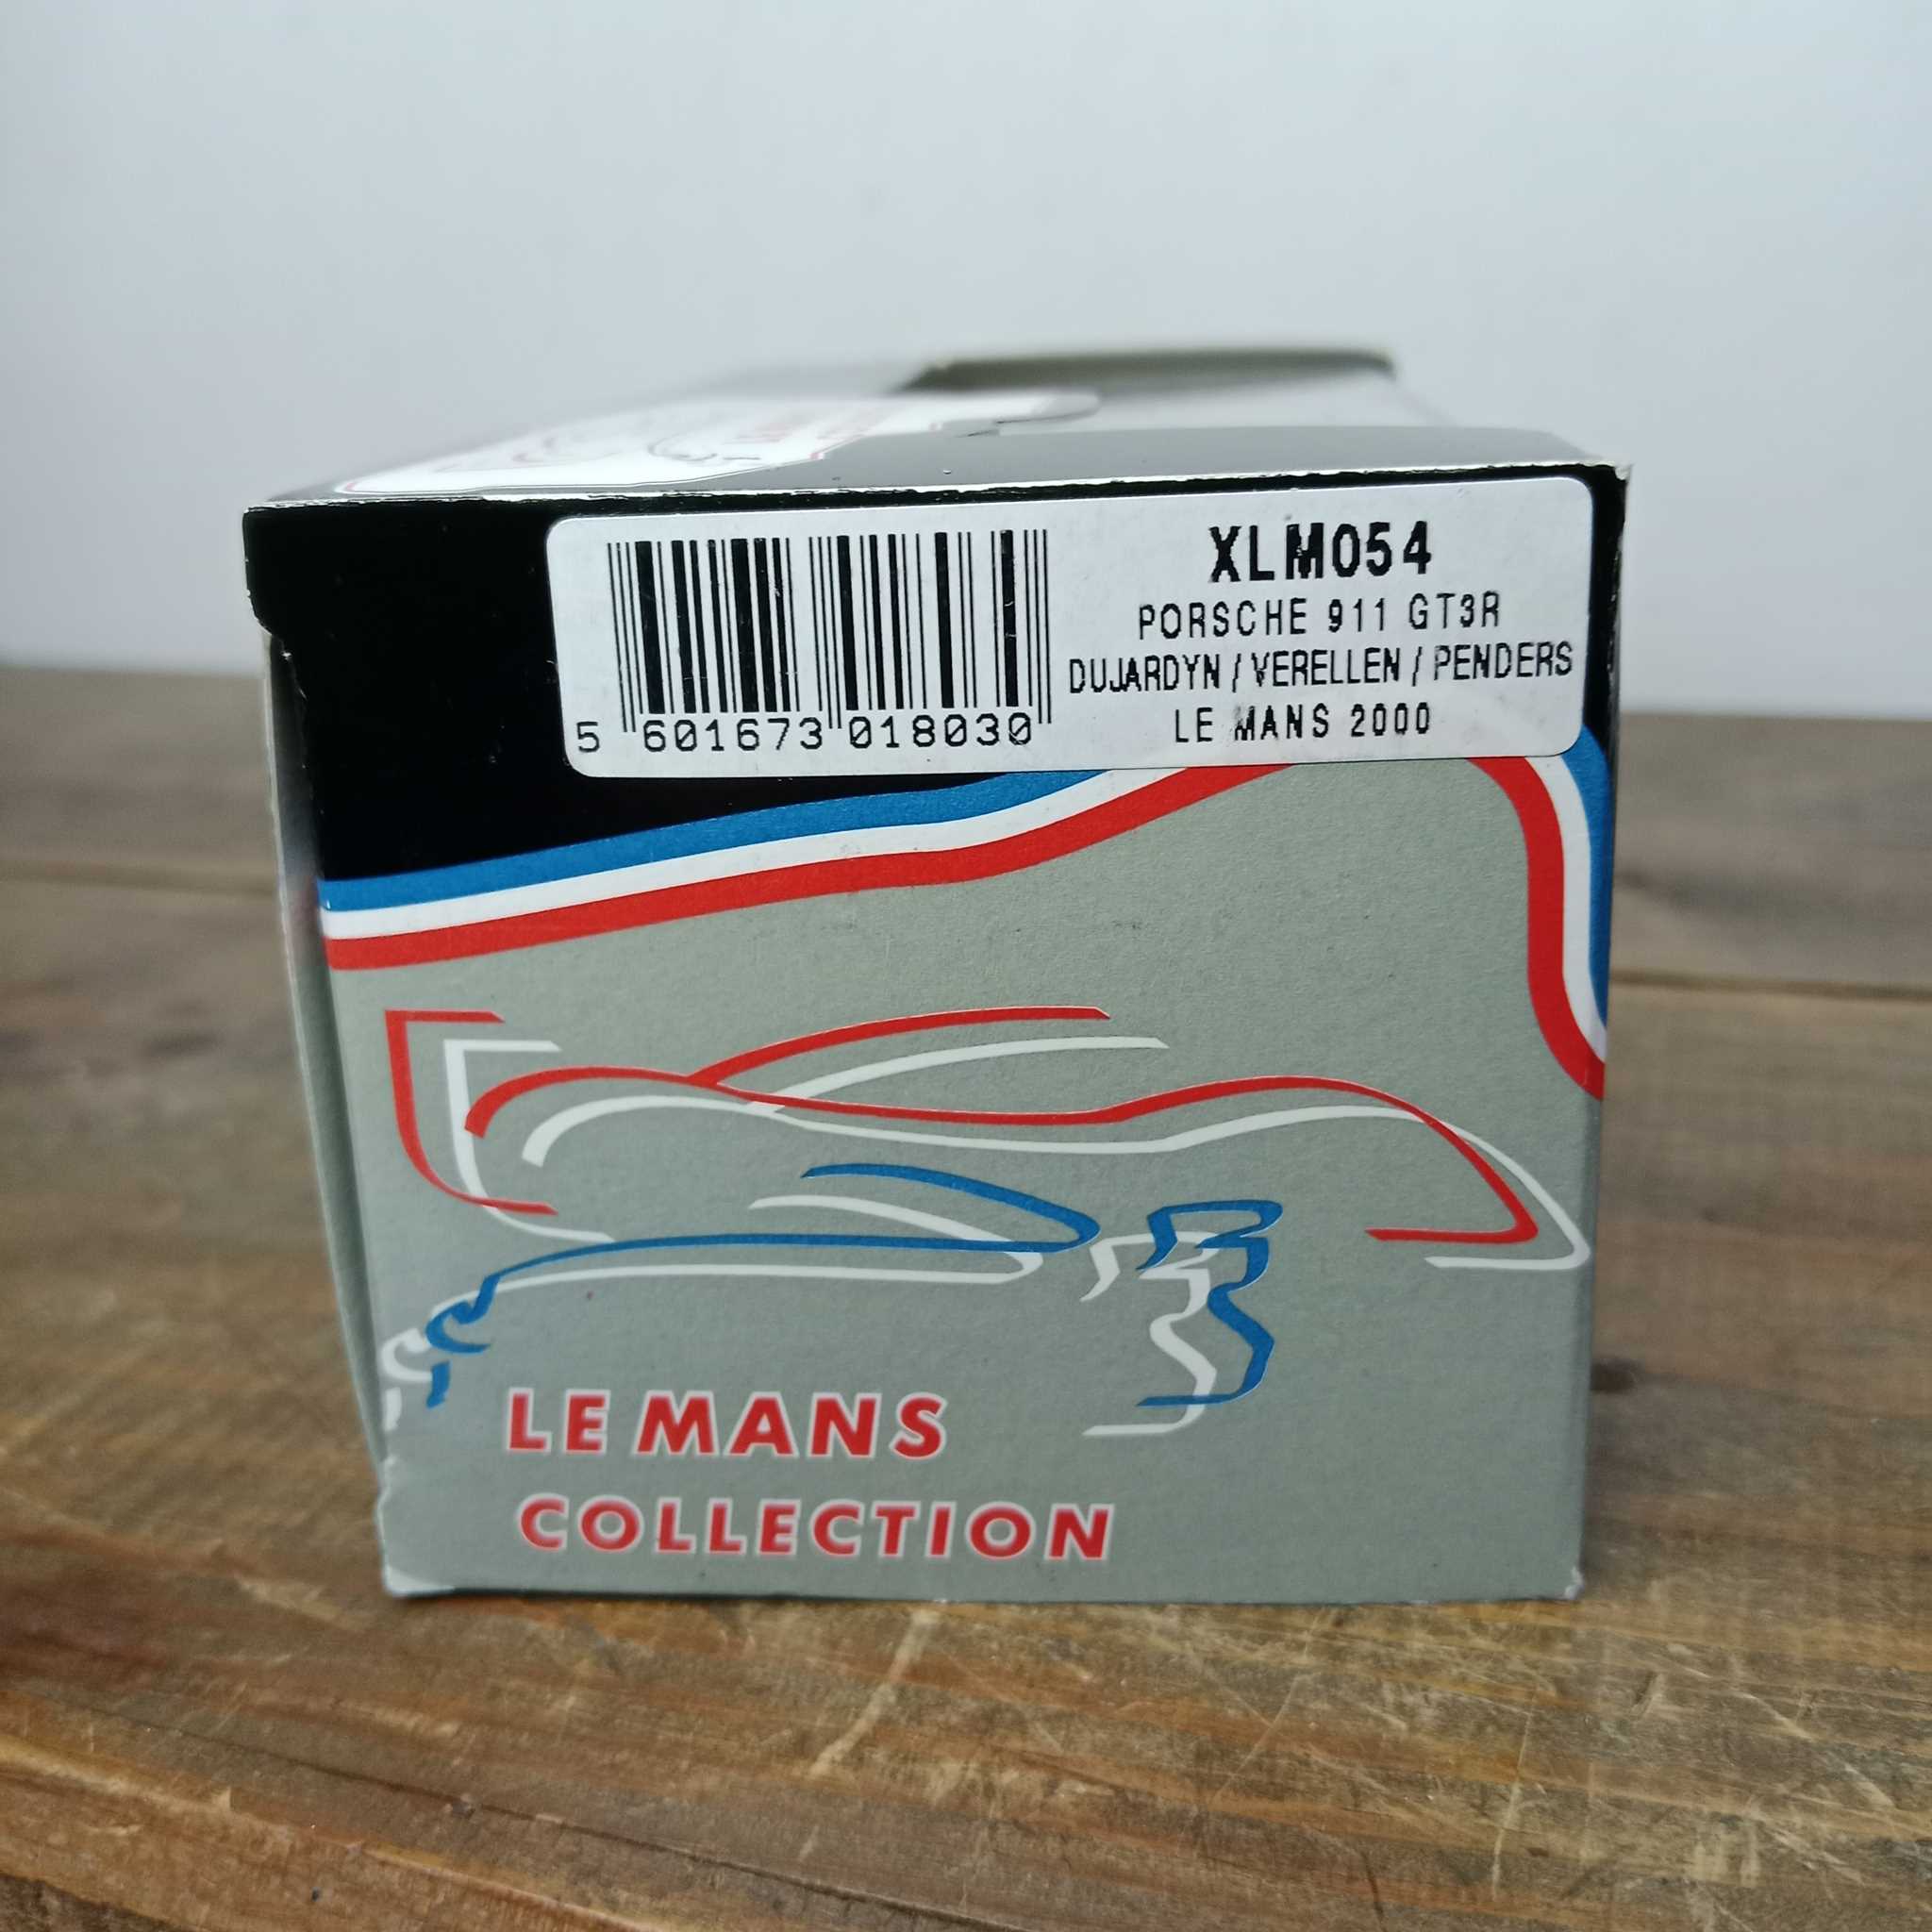 XLM054
PORSCHE 911 GT3R
DUJARDYN / VERELLEN / PENDERS
LE MANS 2000
5 601673 018030
LE MANS
COLLECTION